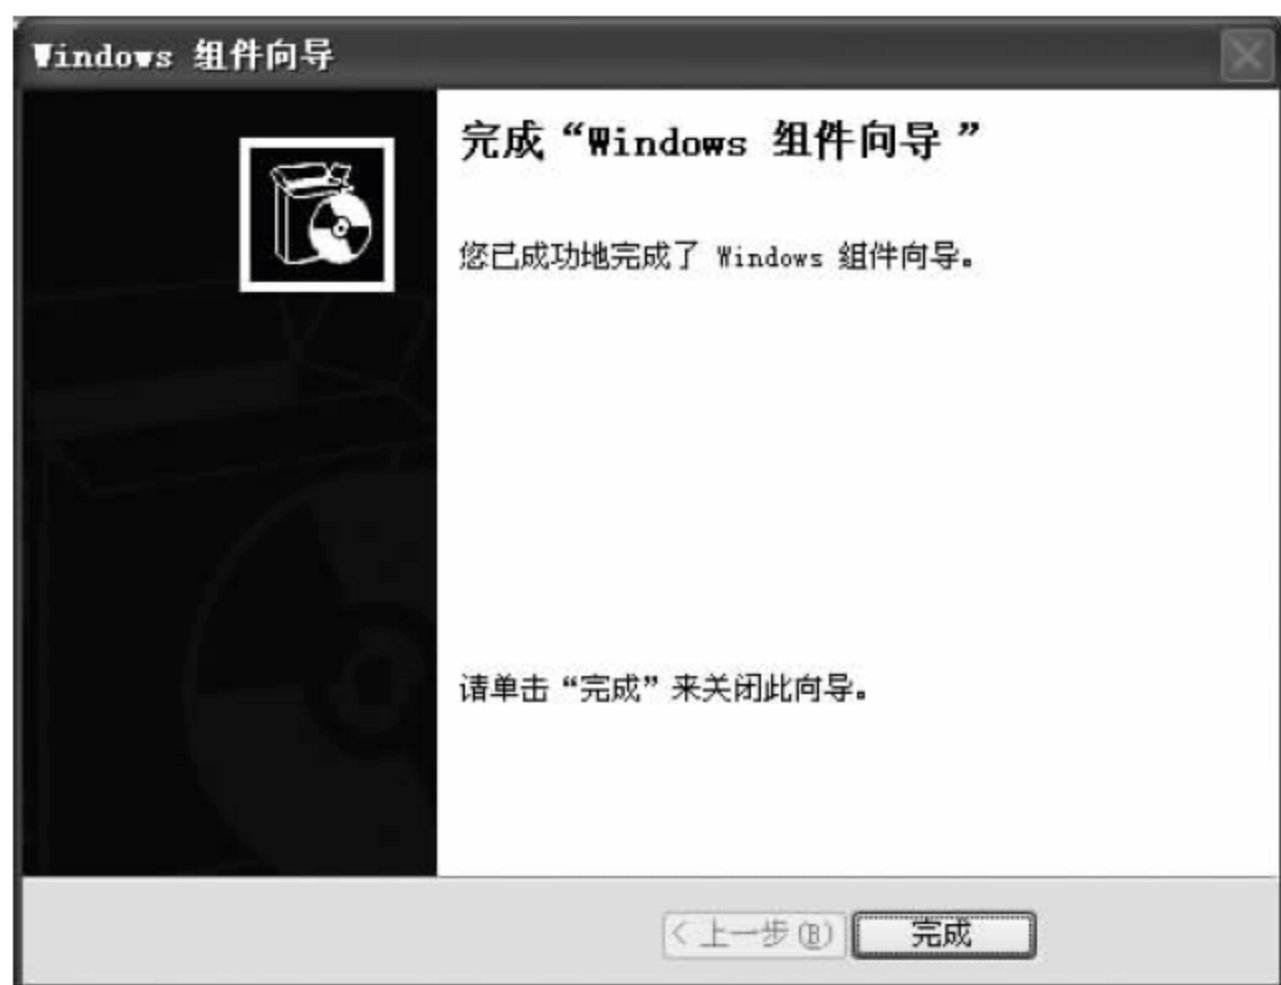 Windows 组件向导
完成“Windows 组件向导”
您已成功地完成了 Windows 组件向导。
请单击“完成”来关闭此向导。
< 上一步(B)
完成